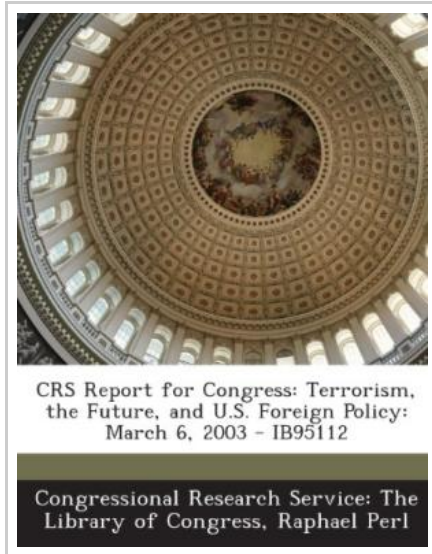 CRS Report for Congress: Terrorism,
the Future, and U.S. Foreign Policy:
March 6, 2003 - IB95112
Congressional Research Service: The
Library of Congress, Raphael Perl